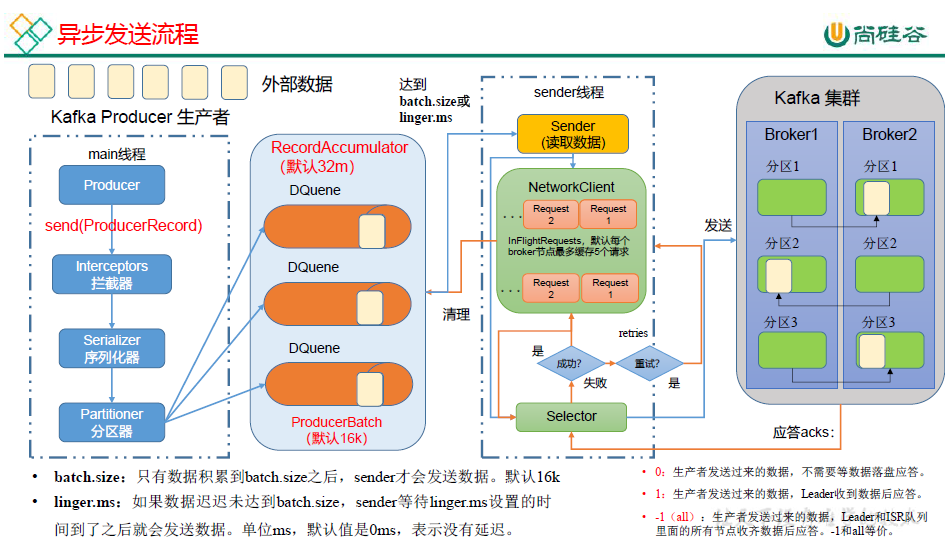 异步发送流程
尚硅谷
外部数据
Kafka Producer 生产者
main线程
Producer
send(ProducerRecord)
Interceptors
拦截器
Serializer
序列化器
Partitioner
分区器
RecordAccumulator
（默认32m）
DQuene
DQuene
DQuene
ProducerBatch
（默认16k）
达到
batch.size或
linger.ms
清理
sender线程
Sender
(读取数据)
NetworkClient
...
Request
2
Request
1
InFlightRequests，默认每个
broker节点最多缓存5个请求
...
Request
2
Request
1
retries
是
成功?
重试?
失败
是
Selector
发送
Kafka 集群
Broker1
Broker2
分区1
分区1
分区2
分区2
分区3
分区3
应答acks：
• batch.size：只有数据积累到batch.size之后，sender才会发送数据。默认16k
• linger.ms：如果数据迟迟未达到batch.size，sender等待linger.ms设置的时
间到了之后就会发送数据。单位ms，默认值是0ms，表示没有延迟。
• 0：生产者发送过来的数据，不需要等数据落盘应答。
• 1：生产者发送过来的数据，Leader收到数据后应答。
• -1（all）：生产者发送过来的数据，Leader和ISR队列
里面的所有节点收齐数据后应答。-1和all等价。